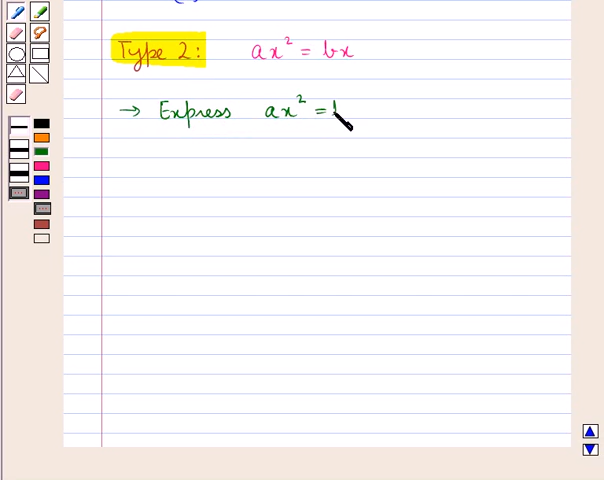 Type 2: ax² = bx
→ Express ax² =